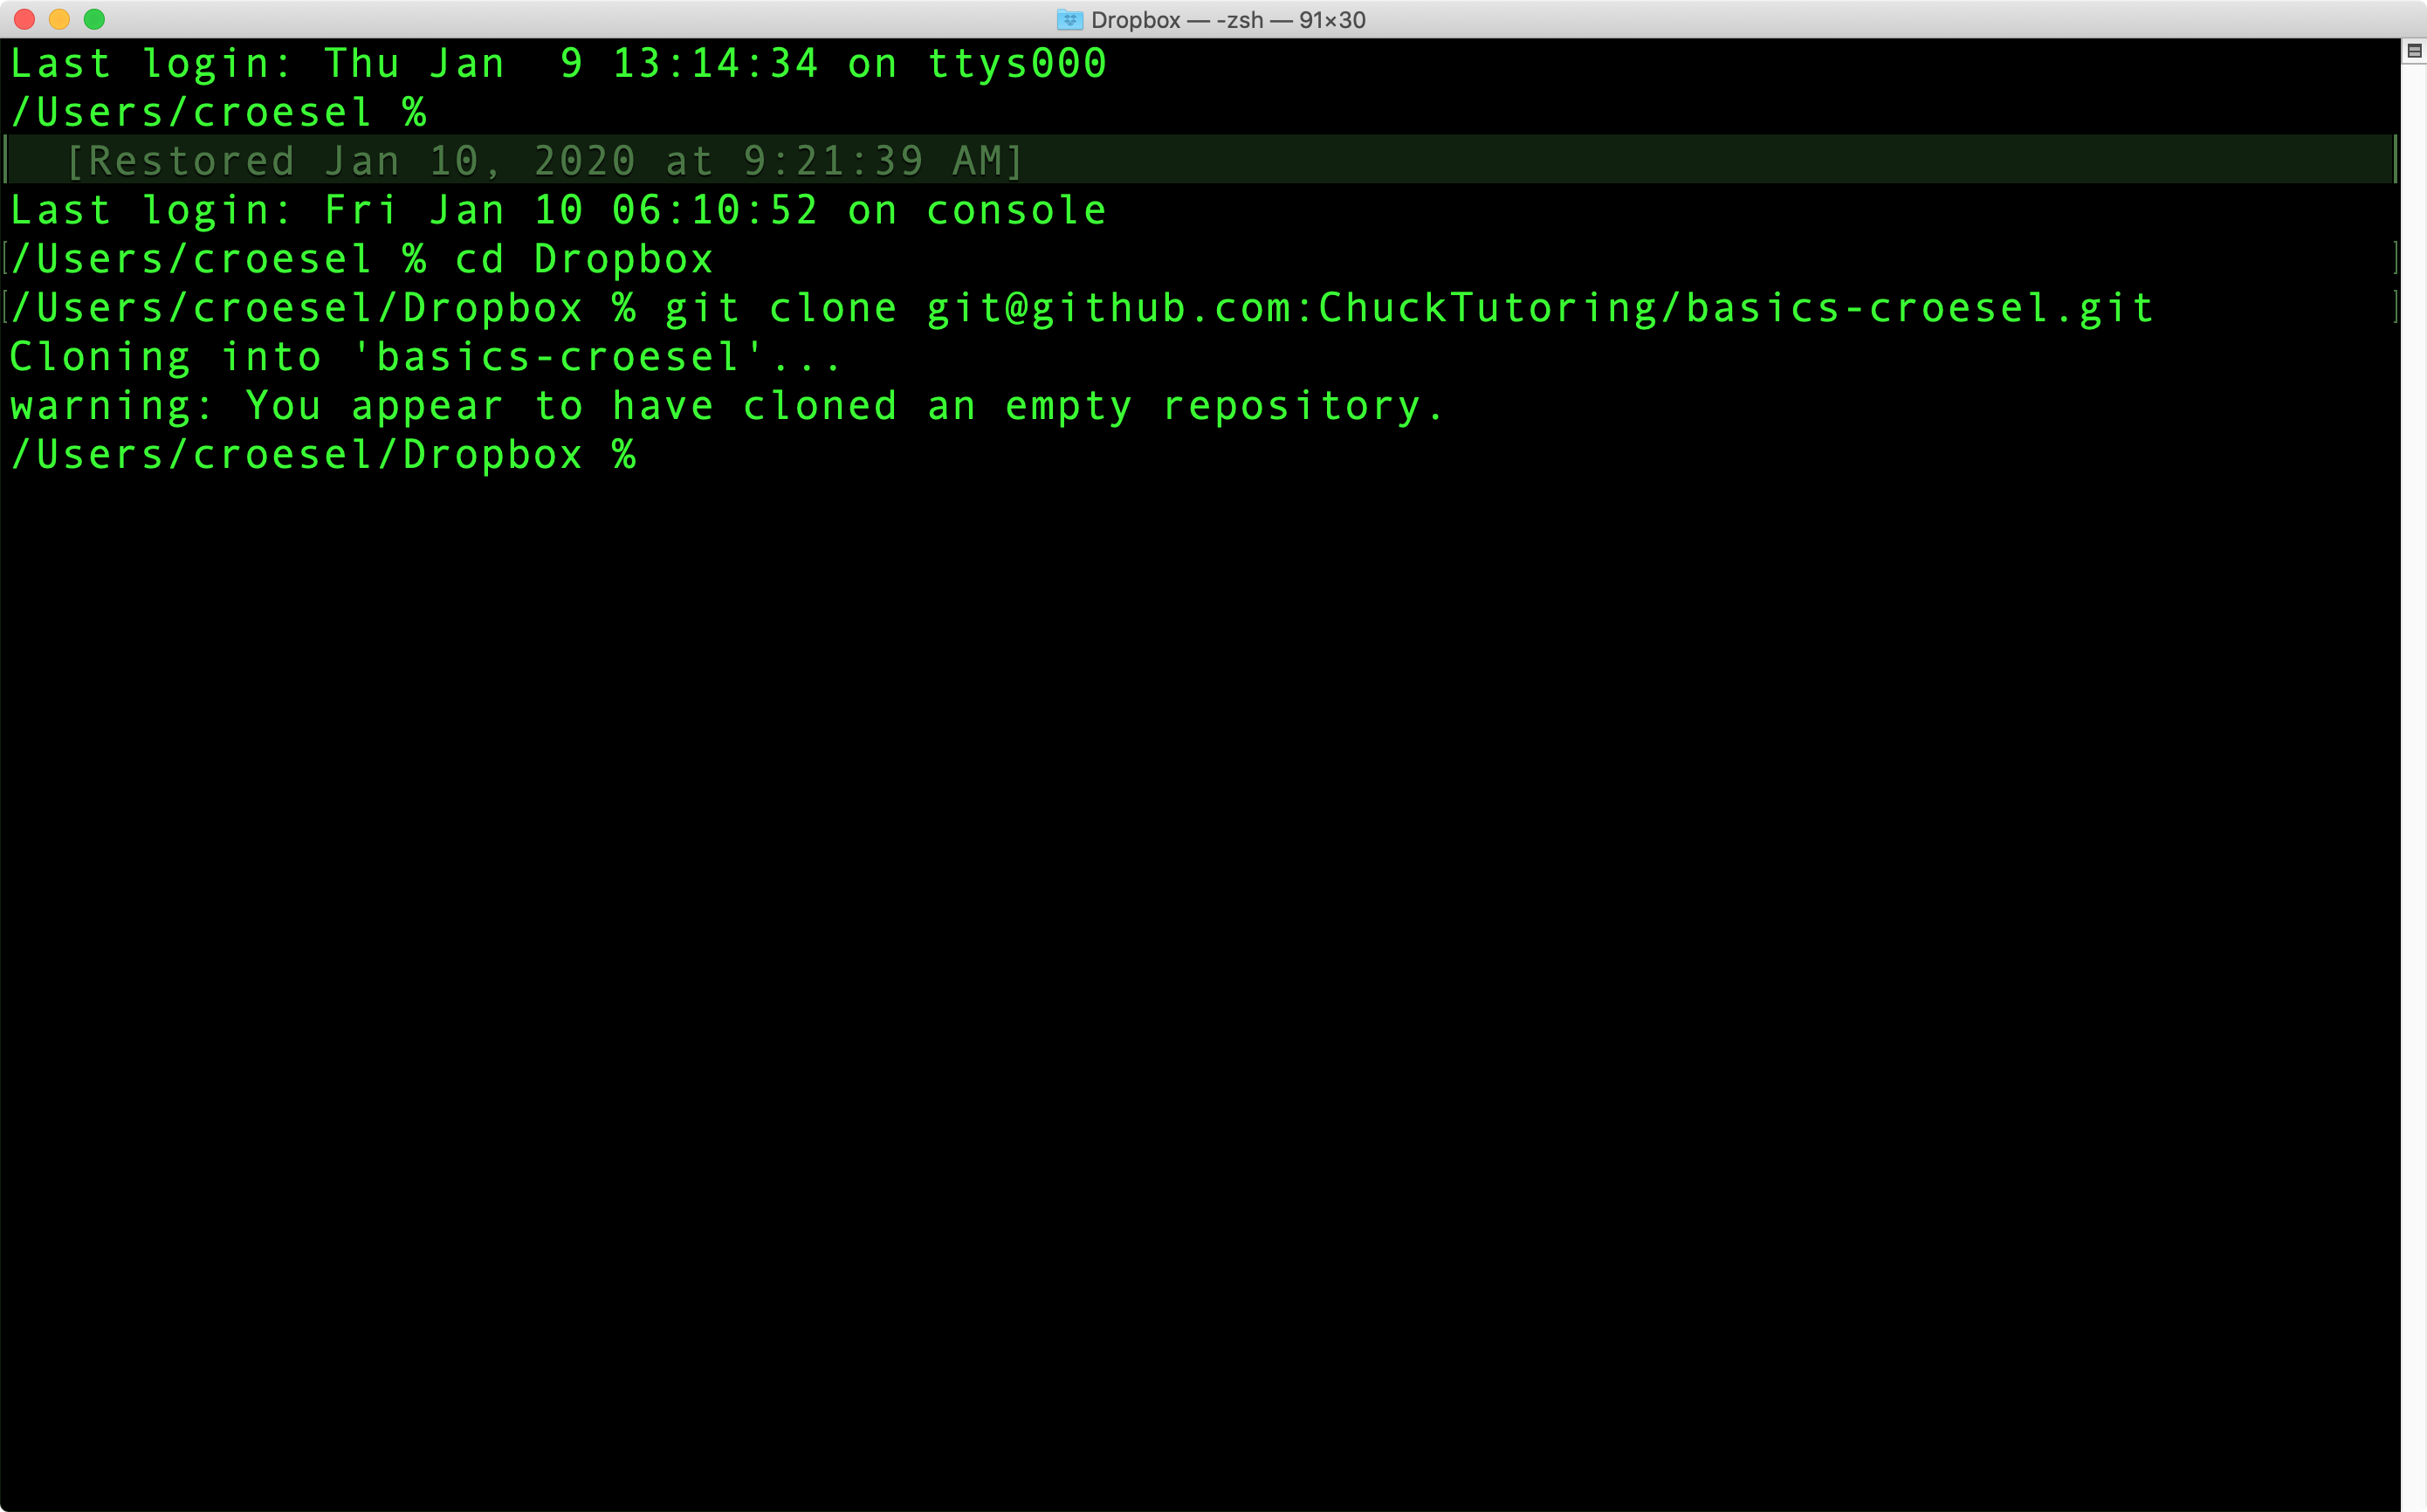 Dropbox — -zsh — 91×30
Last login: Thu Jan  9 13:14:34 on ttys000
/Users/croesel %
  [Restored Jan 10, 2020 at 9:21:39 AM]
Last login: Fri Jan 10 06:10:52 on console
/Users/croesel % cd Dropbox
/Users/croesel/Dropbox % git clone git@github.com:ChuckTutoring/basics-croesel.git
Cloning into 'basics-croesel'...
warning: You appear to have cloned an empty repository.
/Users/croesel/Dropbox %